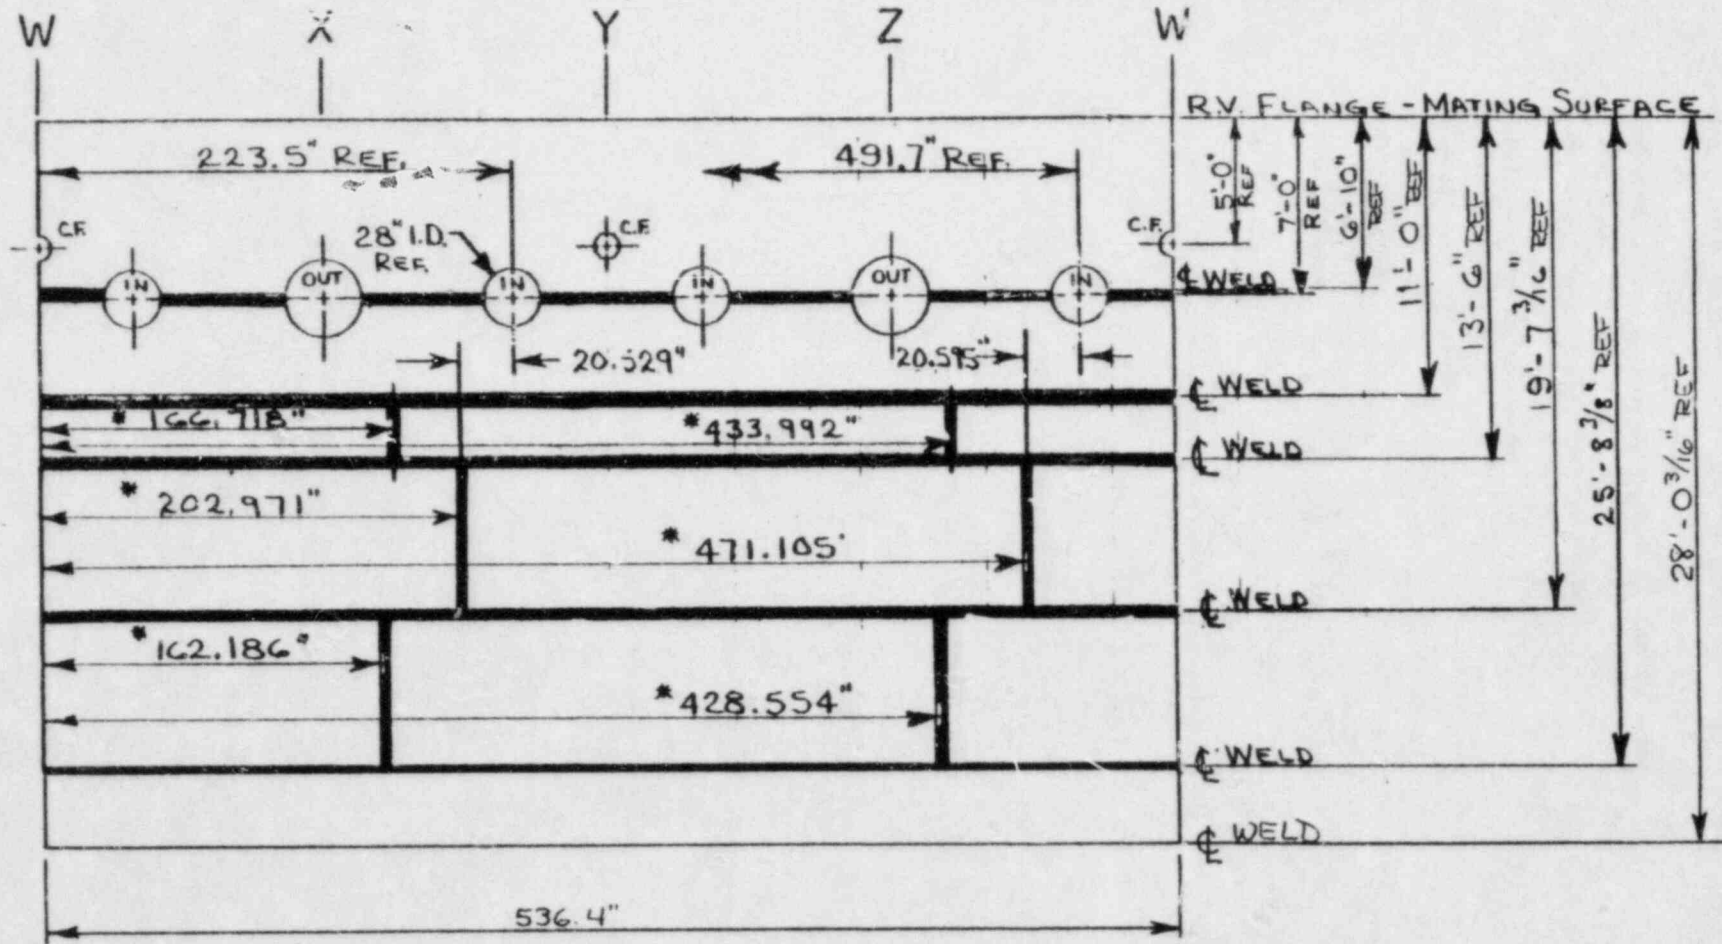 W X Y Z W
R.V. FLANGE - MATING SURFACE
223.5" REF. 491.7" REF.
5'-0" REF
7'-0" REF
6'-10" REF
11'-0" REF
13'-6" REF
19'-7 3/16" REF
25'-8 3/8" REF
28'-0 3/16" REF
C.F. C.F. C.F.
28" I.D.
REF.
IN OUT IN IN OUT IN
℄ WELD
20.529" 20.595"
℄ WELD
* 166.718" * 433.992"
℄ WELD
* 202.971"
* 471.105'
℄ WELD
* 162.186"
* 428.554"
℄ WELD
℄ WELD
536.4"